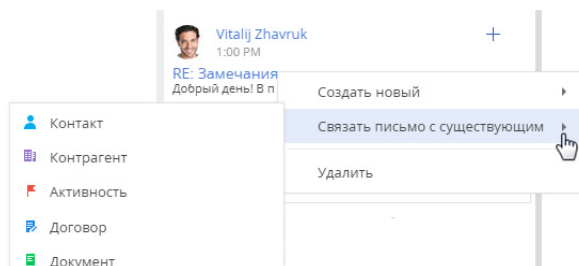 Vitalij Zhavruk
1:00 PM
RE: Замечания
Добрый день! В п
Создать новый
Связать письмо с существующим
Удалить
Контакт
Контрагент
Активность
Договор
Документ